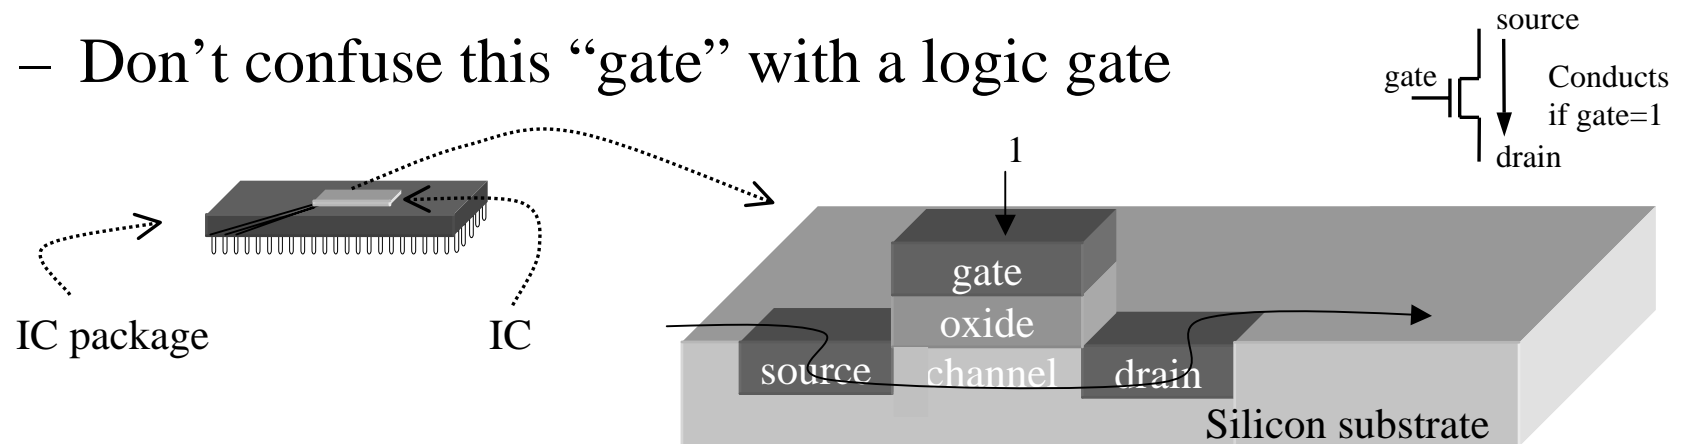 – Don’t confuse this “gate” with a logic gate
source
gate
Conducts
if gate=1
drain
1
IC package
IC
gate
oxide
source
channel
drain
Silicon substrate